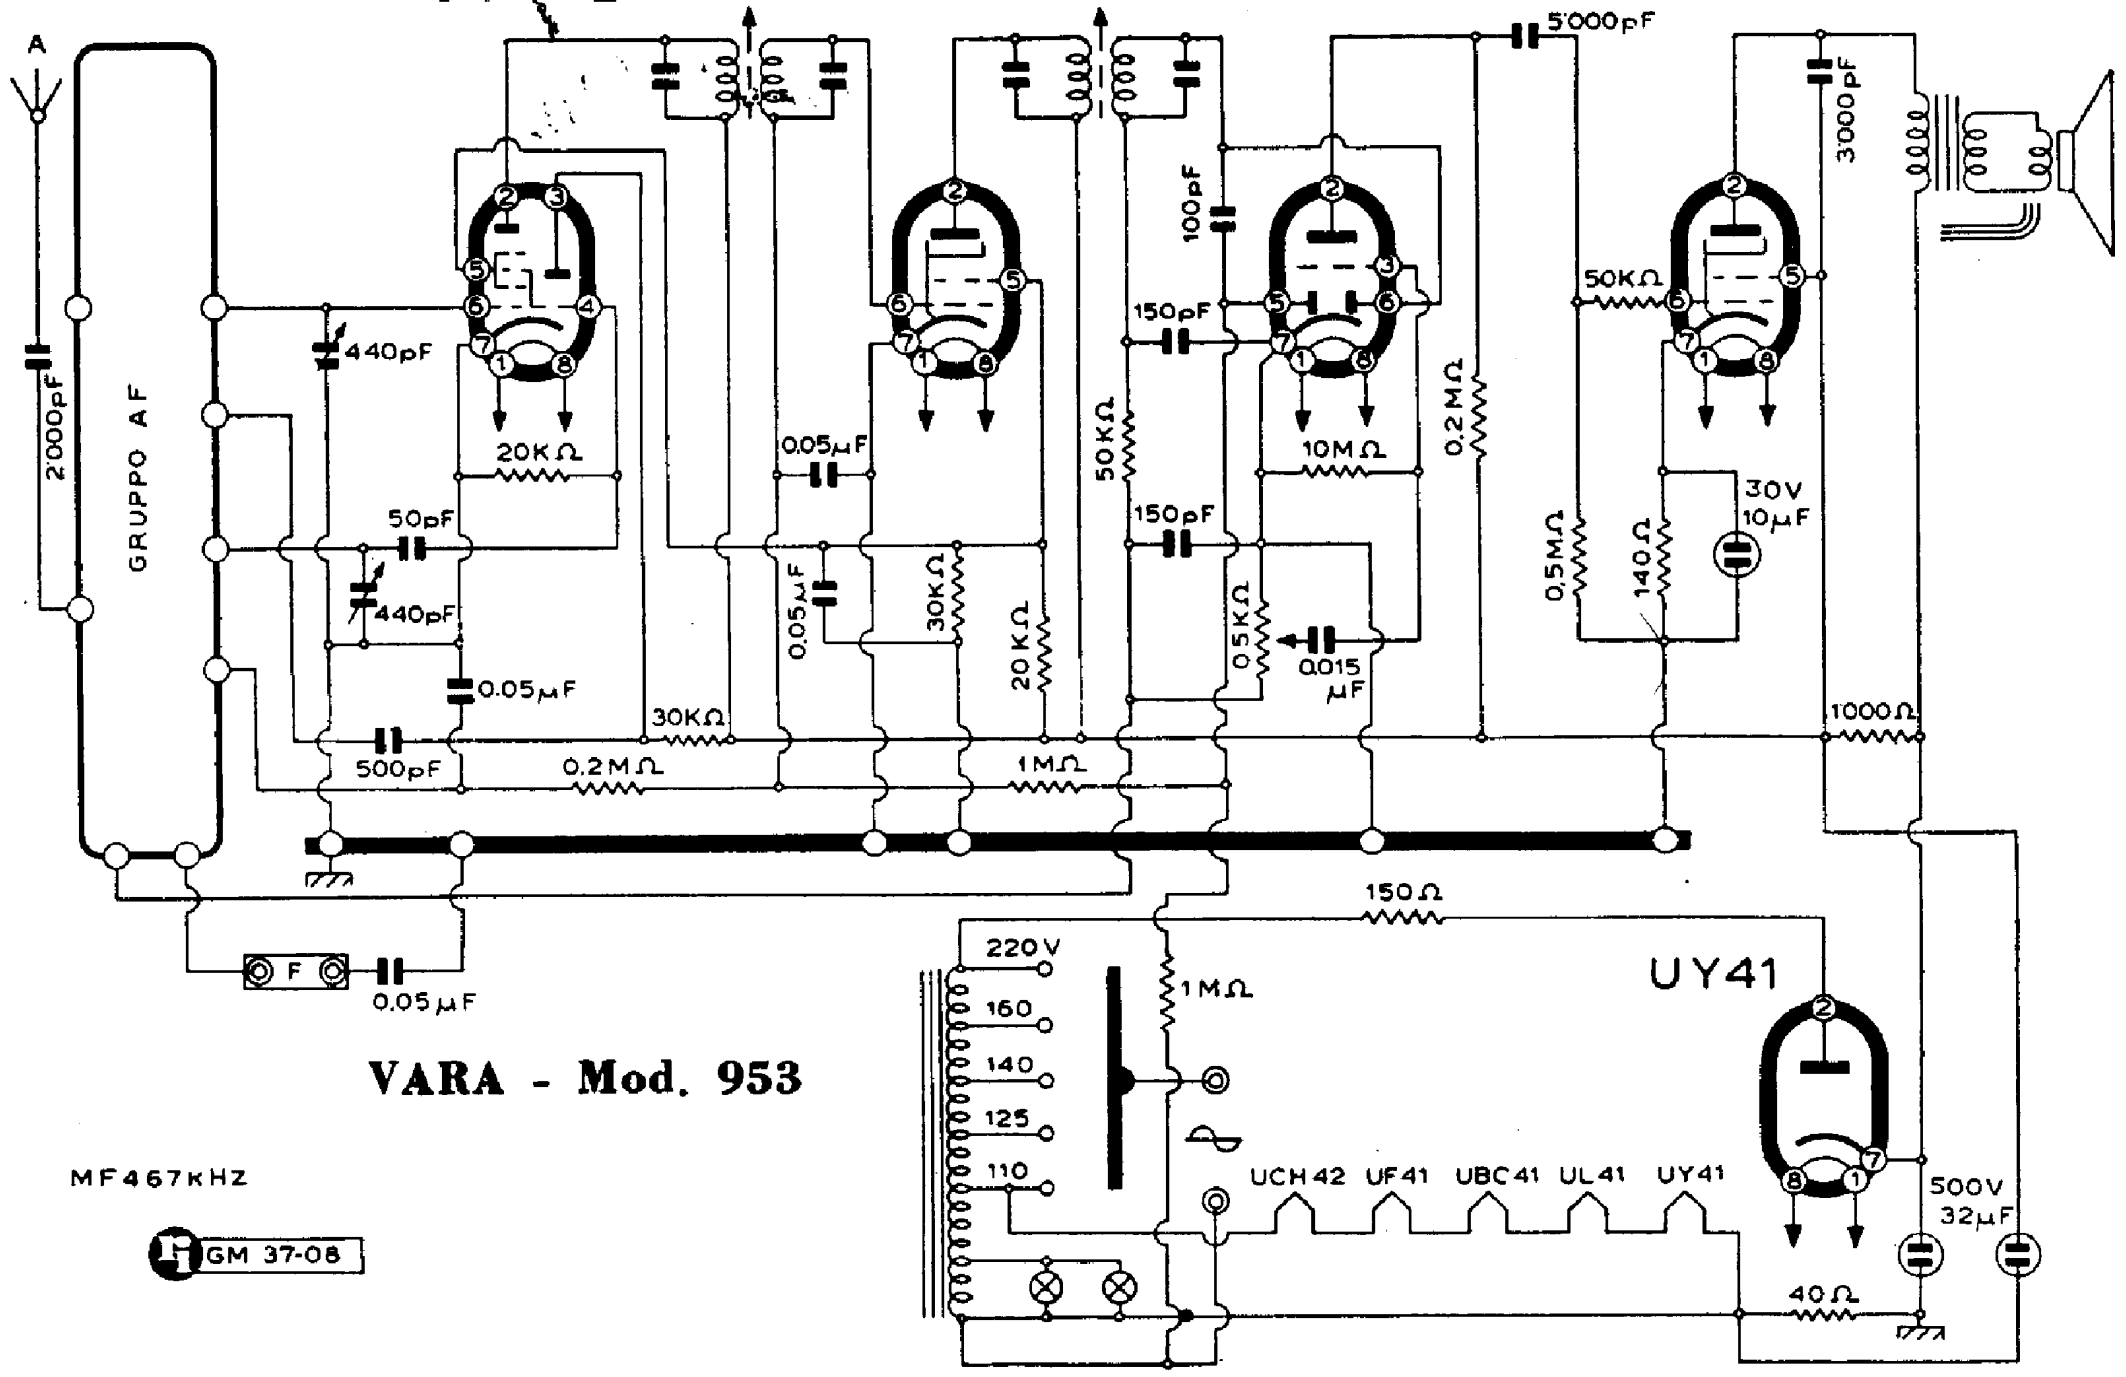 A
2'000pF
GRUPPO AF
440pF
440pF
50pF
20KΩ
0.05µF
500pF
30KΩ
0.2MΩ
2
3
5
6
4
7
1
8
0.05µF
0.05µF
30KΩ
20KΩ
1MΩ
2
5
6
7
1
8
100pF
150pF
50KΩ
150pF
10MΩ
0.5KΩ
0.015
µF
2
3
5
6
7
1
8
0.2MΩ
5'000pF
50KΩ
0.5MΩ
140Ω
30V
10µF
2
5
6
7
1
8
3'000pF
1'000Ω
F
0.05µF
VARA - Mod. 953
MF467KHZ
GM 37-08
220V
160
140
125
110
1MΩ
150Ω
UY41
2
7
8
1
UCH42 UF41 UBC41 UL41 UY41
500V
32µF
40Ω